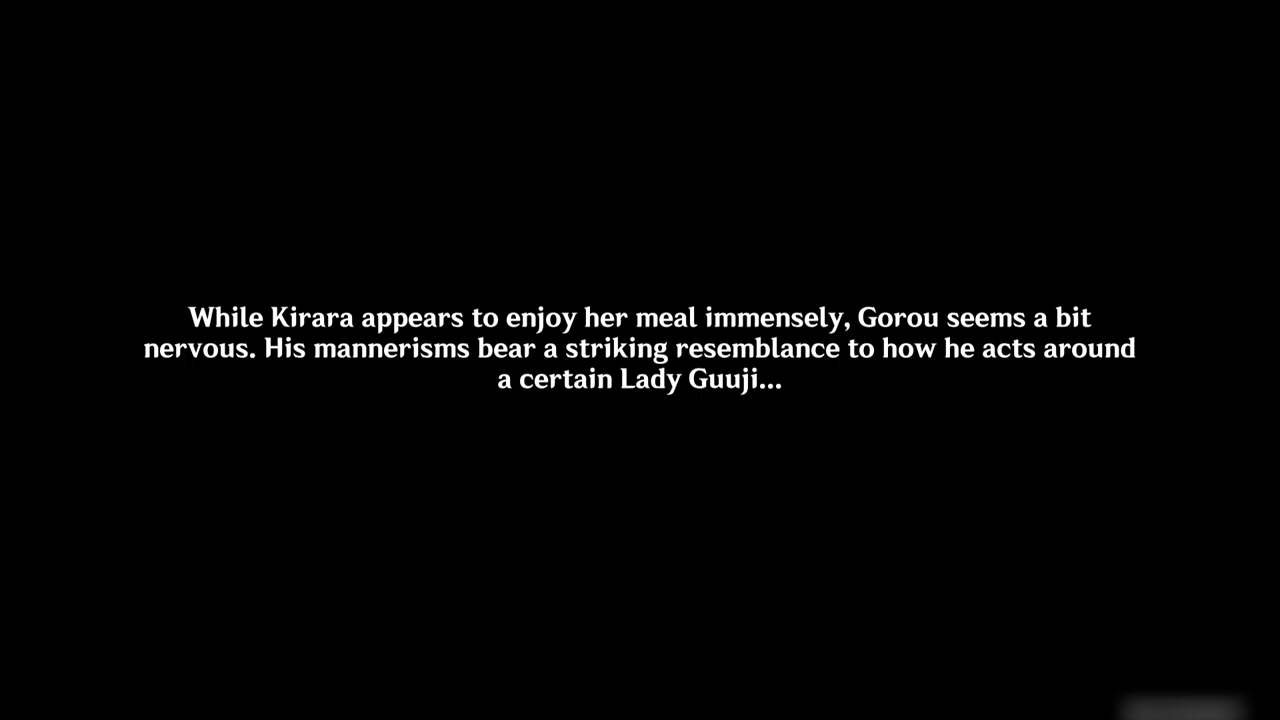 While Kirara appears to enjoy her meal immensely, Gorou seems a bit
nervous. His mannerisms bear a striking resemblance to how he acts around
a certain Lady Guuji...